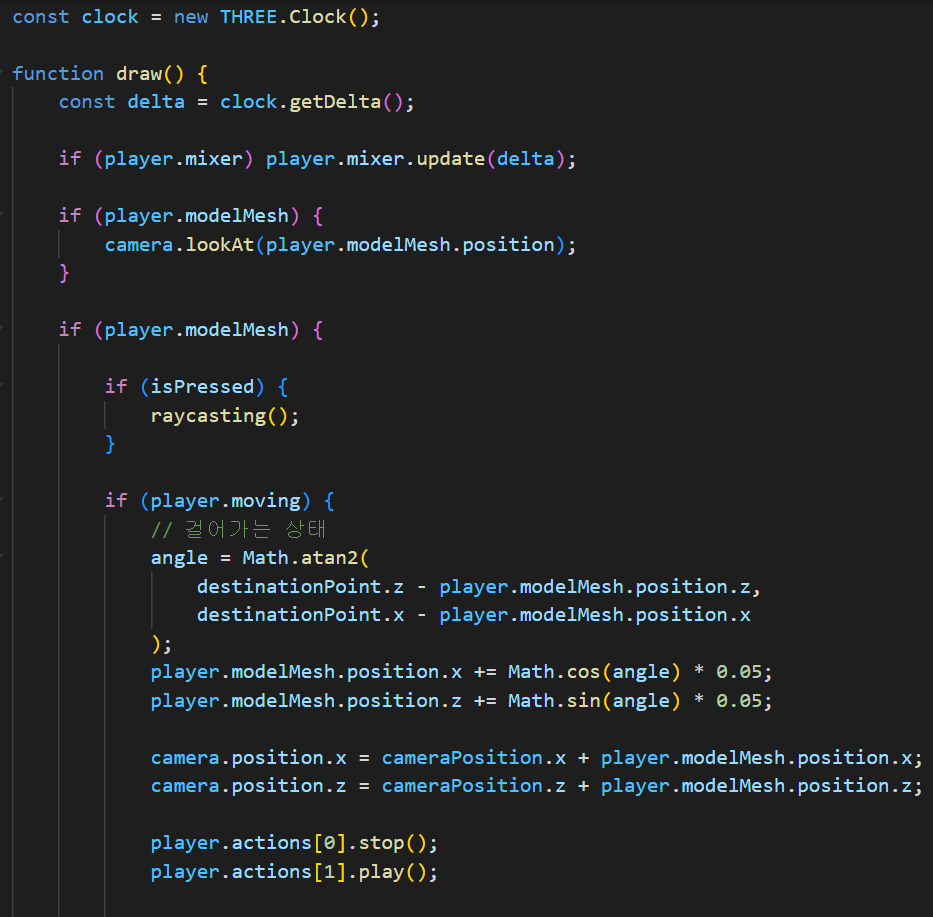 const clock = new THREE.Clock();
function draw() {
const delta = clock.getDelta();
if (player.mixer) player.mixer.update(delta);
if (player.modelMesh) {
camera.lookAt(player.modelMesh.position);
}
if (player.modelMesh) {
if (isPressed) {
raycasting();
}
if (player.moving) {
// 걸어가는 상태
angle = Math.atan2(
destinationPoint.z - player.modelMesh.position.z,
destinationPoint.x - player.modelMesh.position.x
);
player.modelMesh.position.x += Math.cos(angle) * 0.05;
player.modelMesh.position.z += Math.sin(angle) * 0.05;
camera.position.x = cameraPosition.x + player.modelMesh.position.x;
camera.position.z = cameraPosition.z + player.modelMesh.position.z;
player.actions[0].stop();
player.actions[1].play();